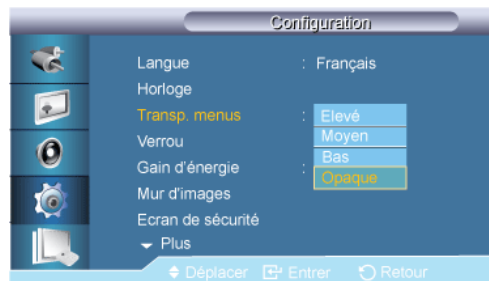 Configuration
Langue : Français
Horloge
Transp. menus : Elevé
Moyen
Verrou
Bas
Gain d'énergie :
Opaque
Mur d'images
Ecran de sécurité
Plus
Déplacer Entrer Retour